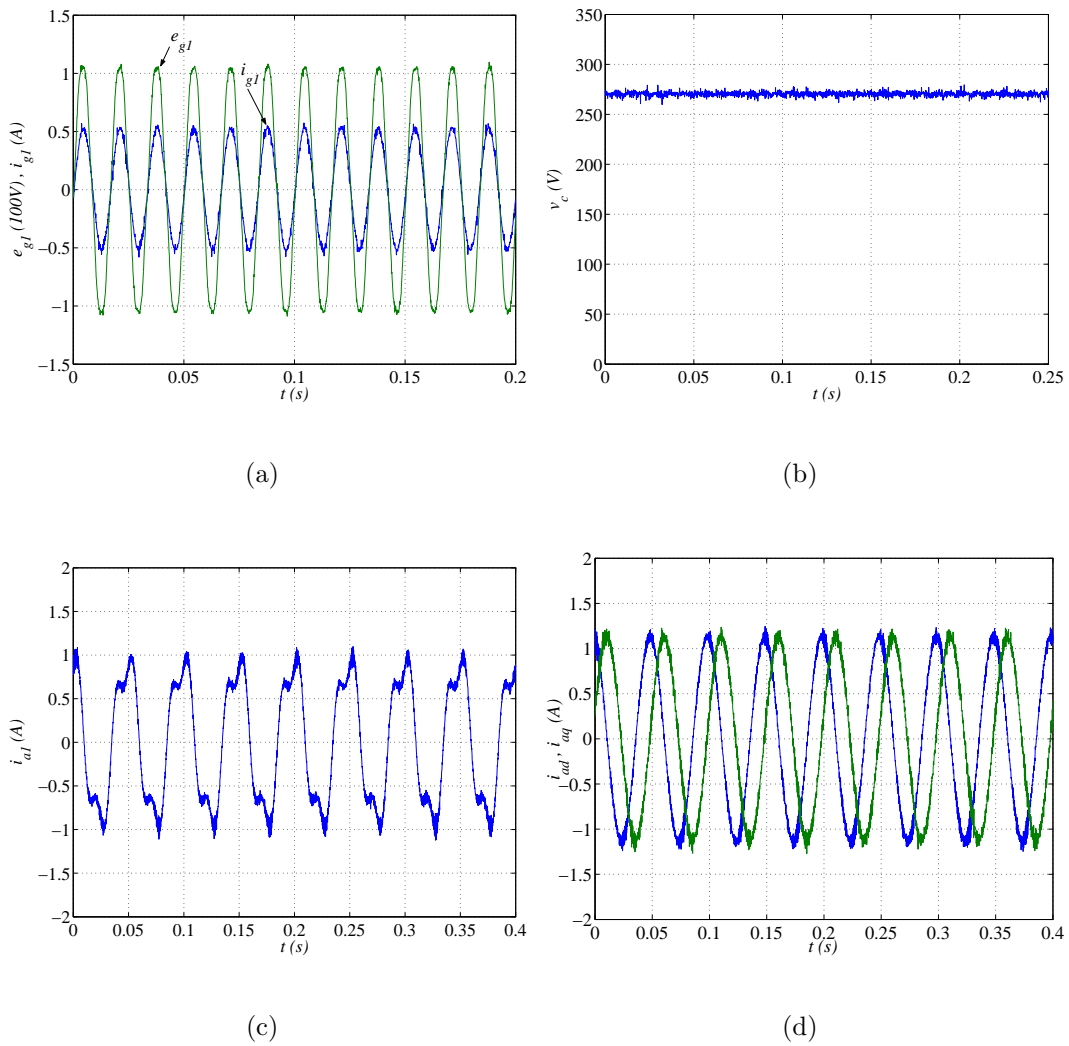 1.5
1
0.5
0
−0.5
−1
−1.5
e_g1 (100V) , i_g1 (A)
e_g1
i_g1
0 0.05 0.1 0.15 0.2
t (s)
(a)
350
300
250
200
150
100
50
0
v_c (V)
0 0.05 0.1 0.15 0.2 0.25
t (s)
(b)
2
1.5
1
0.5
0
−0.5
−1
−1.5
−2
i_a1 (A)
0 0.05 0.1 0.15 0.2 0.25 0.3 0.35 0.4
t (s)
(c)
2
1.5
1
0.5
0
−0.5
−1
−1.5
−2
i_ad, i_aq (A)
0 0.05 0.1 0.15 0.2 0.25 0.3 0.35 0.4
t (s)
(d)